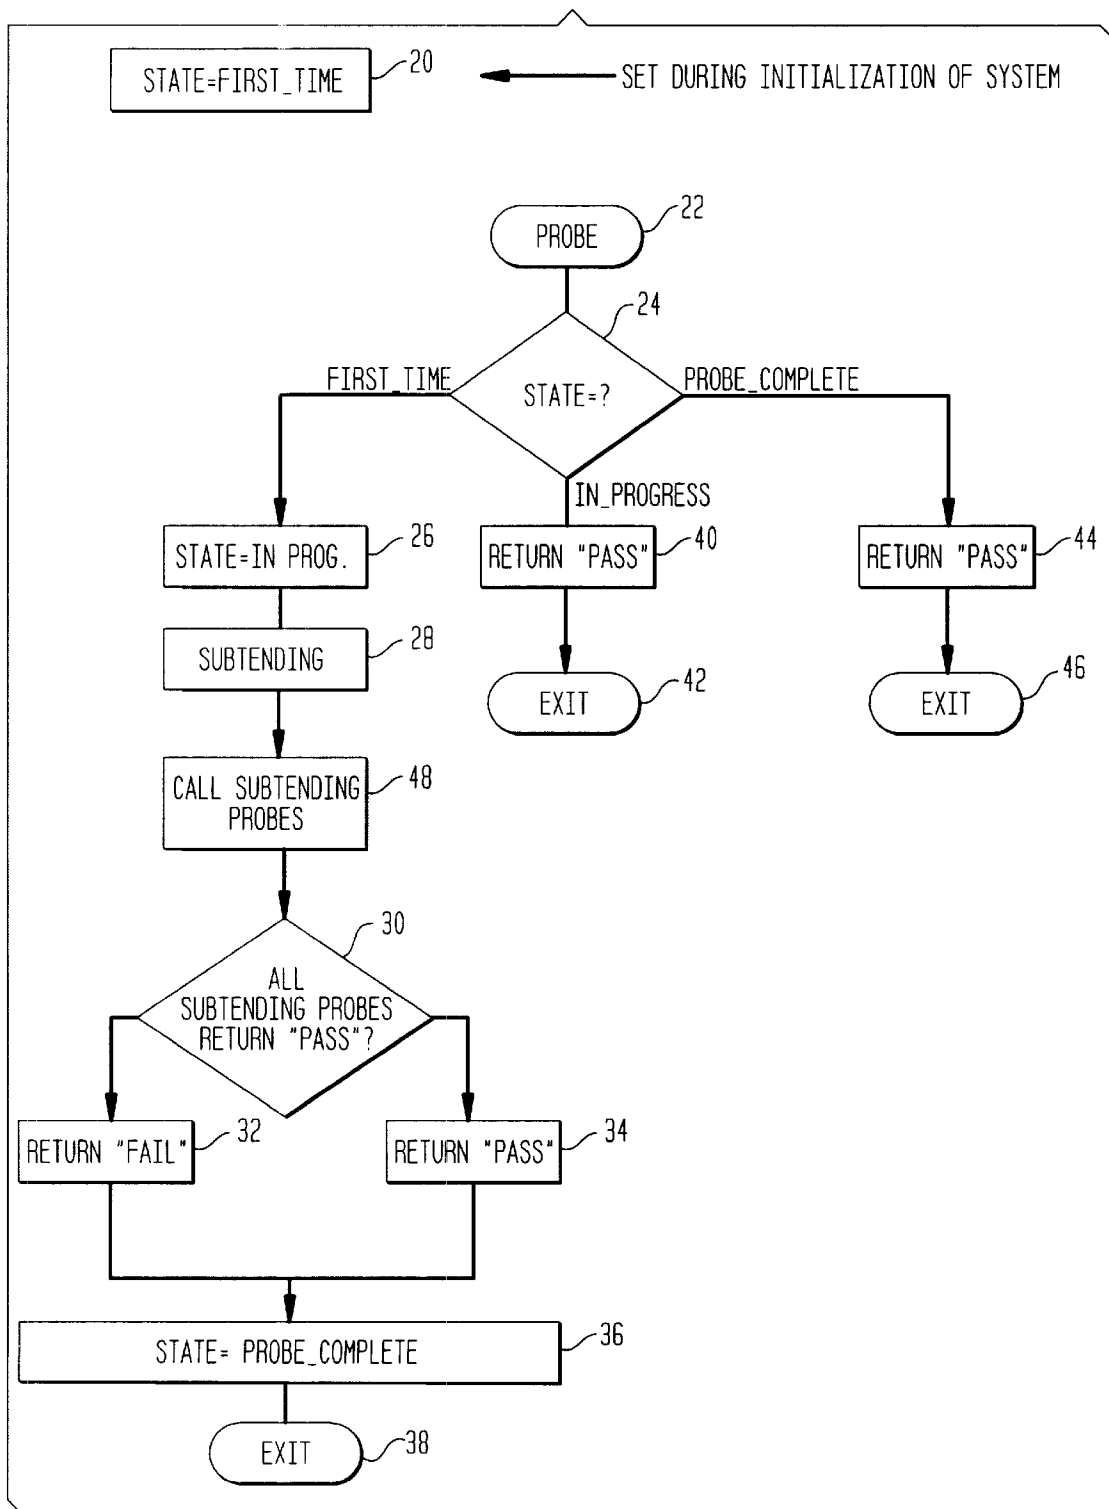 STATE=FIRST_TIME
20
SET DURING INITIALIZATION OF SYSTEM
PROBE
22
24
STATE=?
FIRST_TIME
PROBE_COMPLETE
IN_PROGRESS
STATE=IN PROG.
26
RETURN "PASS"
40
RETURN "PASS"
44
SUBTENDING
28
EXIT
42
EXIT
46
CALL SUBTENDING
PROBES
48
30
ALL
SUBTENDING PROBES
RETURN "PASS"?
RETURN "FAIL"
32
RETURN "PASS"
34
STATE= PROBE_COMPLETE
36
EXIT
38